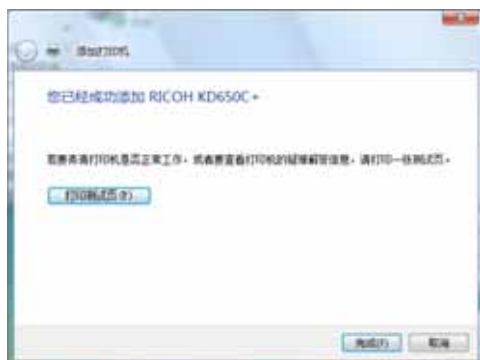 添加打印机
您已经成功添加 RICOH KD650C。
若要查看打印机是否正常工作，或者要查看打印机的疑难解答信息，请打印一张测试页。
打印测试页(P)
完成(F)
取消